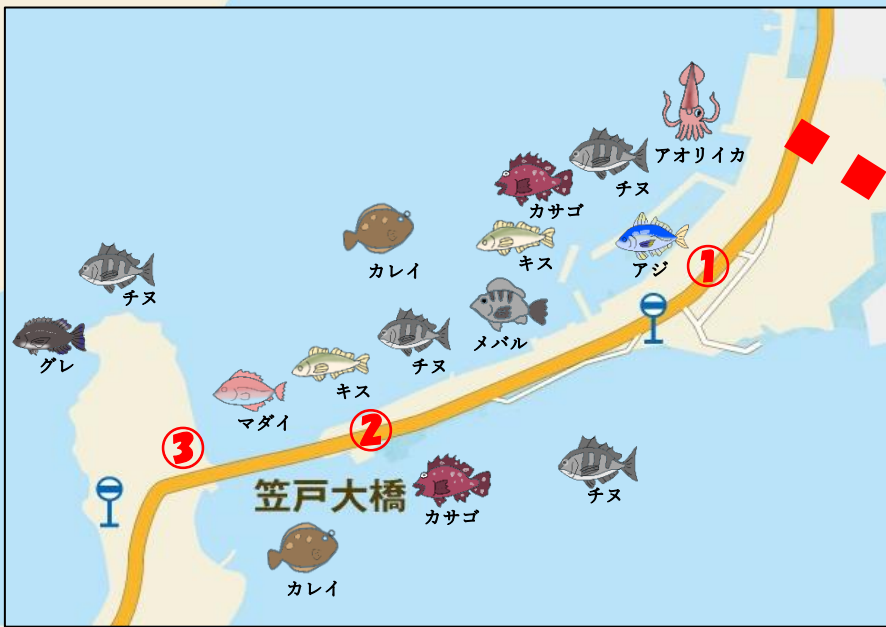 アオリイカ
チヌ
カサゴ
キス
アジ
カレイ
①
チヌ
メバル
グレ
チヌ
キス
マダイ
②
③
笠戸大橋
カサゴ
チヌ
カレイ